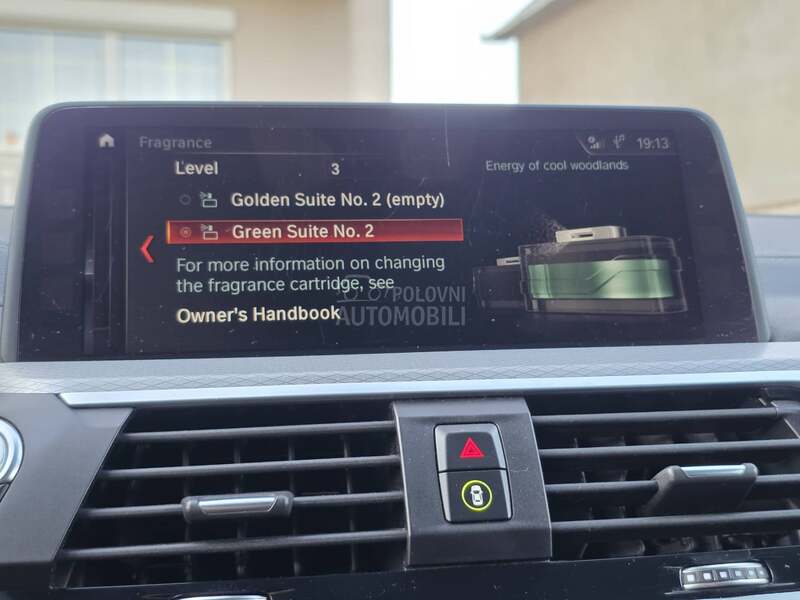 Fragrance
19:13
Level 3
Energy of cool woodlands
Golden Suite No. 2 (empty)
Green Suite No. 2
For more information on changing
the fragrance cartridge, see
Owner's Handbook
POLOVNI
AUTOMOBILI